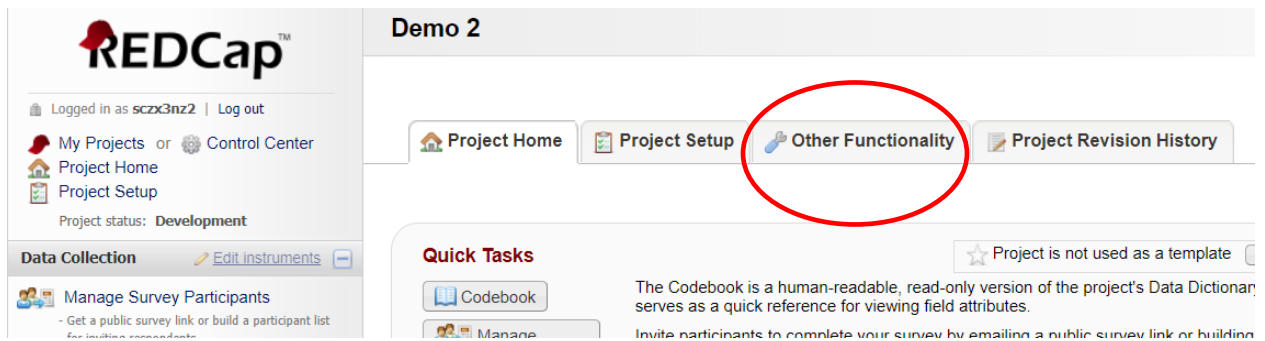 REDCap™
Logged in as sczx3nz2 | Log out
My Projects or Control Center
Project Home
Project Setup
Project status: Development
Data Collection Edit instruments
Manage Survey Participants
- Get a public survey link or build a participant list
for inviting respondents
Demo 2
Project Home Project Setup Other Functionality Project Revision History
Quick Tasks
Project is not used as a template
Codebook
The Codebook is a human-readable, read-only version of the project's Data Dictionary
serves as a quick reference for viewing field attributes.
Manage
Invite participants to complete your survey by emailing a public survey link or building